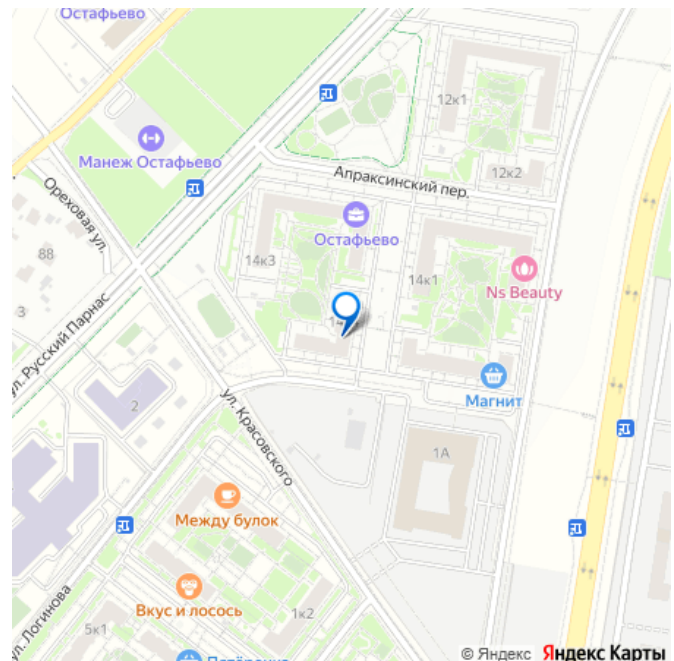 Остафьево
12к1
Манеж Остафьево
12к2
Апраксинский пер.
Ореховая ул.
Остафьево
88
14к3
14к1
Ns Beauty
3
ул. Русский Парнас
Магнит
2
ул. Красовского
1А
Между булок
Вкус и лосось
1к2
ул. Логинова
5к1
Пятёрочка
© Яндекс Яндекс Карты